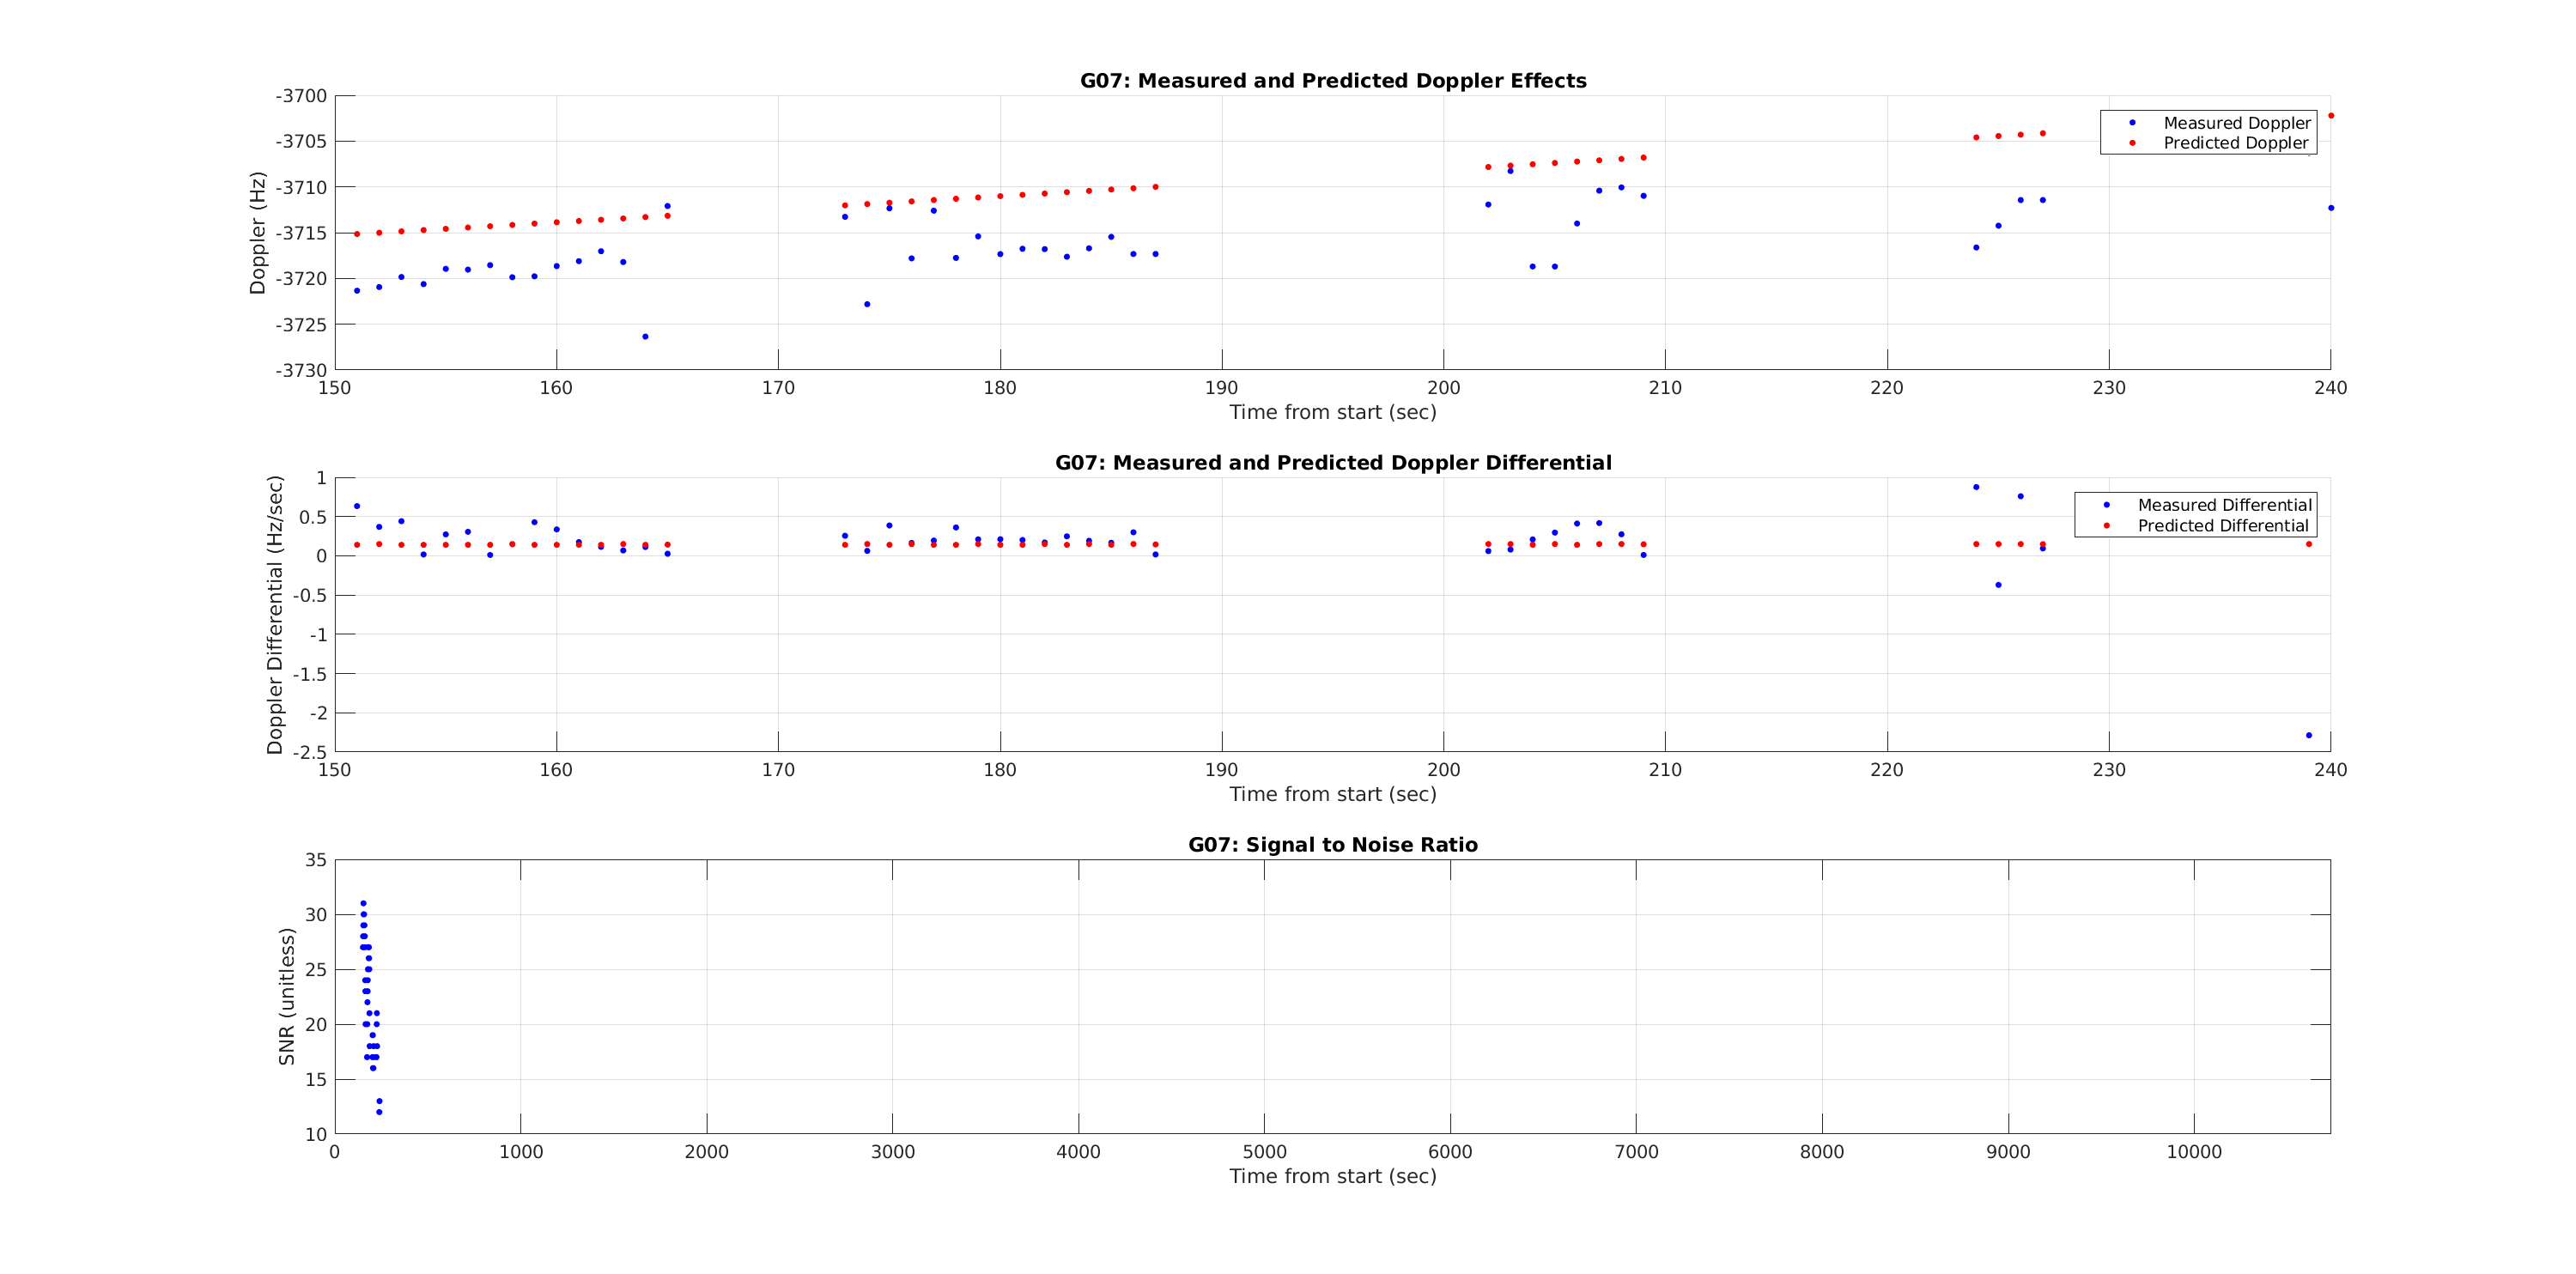 G07: Measured and Predicted Doppler Effects
-3700
-3705
-3710
-3715
-3720
-3725
-3730
Doppler (Hz)
Measured Doppler
Predicted Doppler
150 160 170 180 190 200 210 220 230 240
Time from start (sec)
G07: Measured and Predicted Doppler Differential
1
0.5
0
-0.5
-1
-1.5
-2
-2.5
Doppler Differential (Hz/sec)
Measured Differential
Predicted Differential
150 160 170 180 190 200 210 220 230 240
Time from start (sec)
G07: Signal to Noise Ratio
35
30
25
20
15
10
SNR (unitless)
0 1000 2000 3000 4000 5000 6000 7000 8000 9000 10000
Time from start (sec)